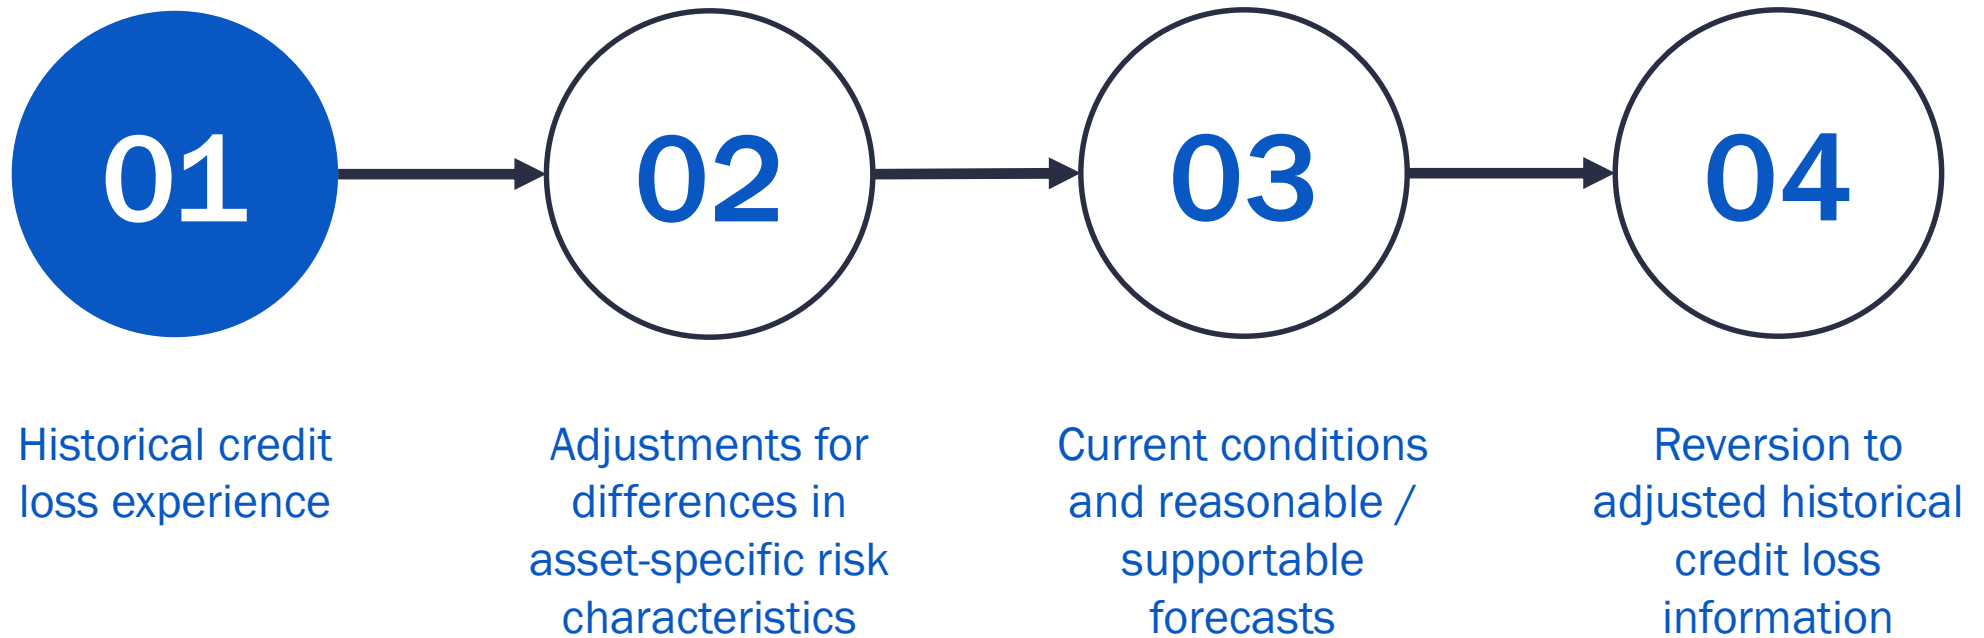 01
02
03
04
Historical credit
loss experience
Adjustments for
differences in
asset-specific risk
characteristics
Current conditions
and reasonable /
supportable
forecasts
Reversion to
adjusted historical
credit loss
information